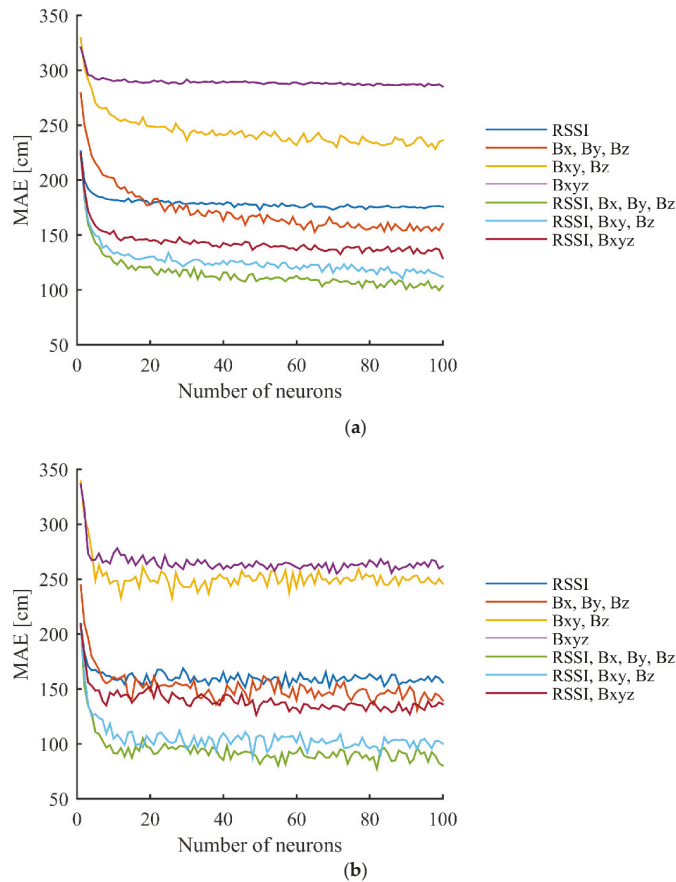 350
300
250
200
150
100
50
MAE [cm]
0 20 40 60 80 100
Number of neurons
RSSI
Bx, By, Bz
Bxy, Bz
Bxyz
RSSI, Bx, By, Bz
RSSI, Bxy, Bz
RSSI, Bxyz
(a)
350
300
250
200
150
100
50
MAE [cm]
0 20 40 60 80 100
Number of neurons
RSSI
Bx, By, Bz
Bxy, Bz
Bxyz
RSSI, Bx, By, Bz
RSSI, Bxy, Bz
RSSI, Bxyz
(b)